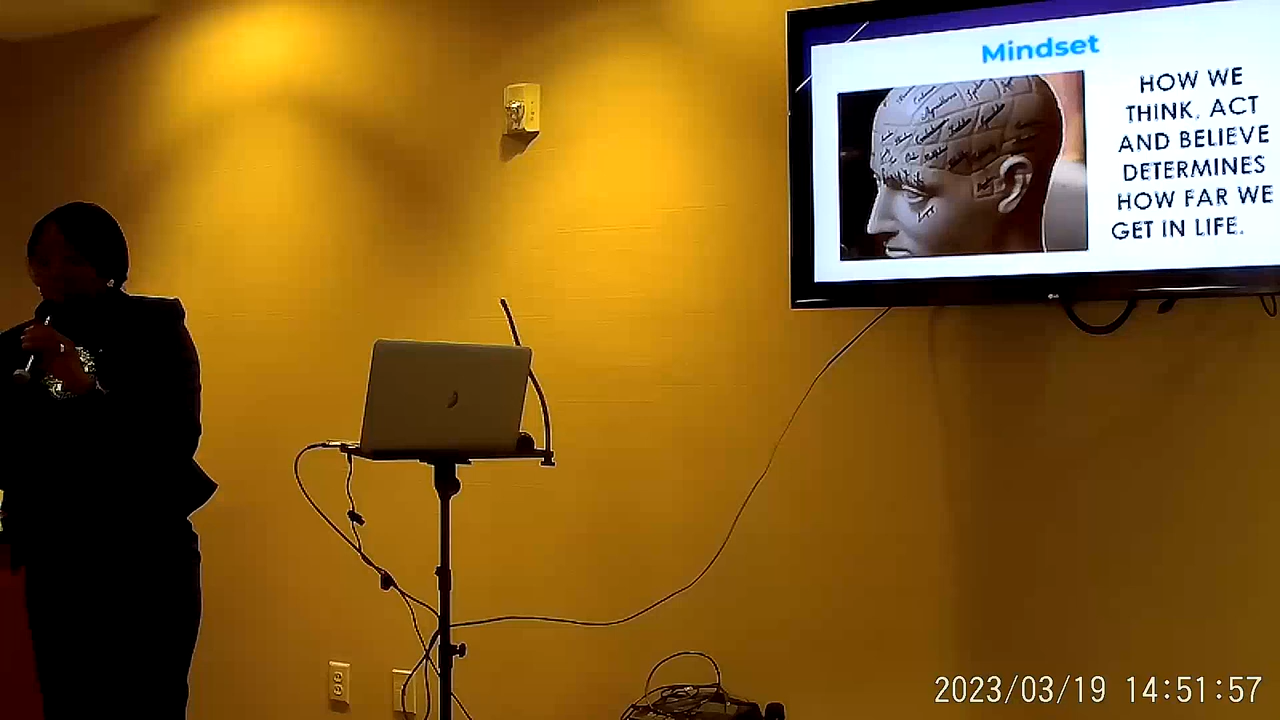 Mindset
HOW WE
THINK, ACT
AND BELIEVE
DETERMINES
HOW FAR WE
GET IN LIFE.
2023/03/19 14:51:57